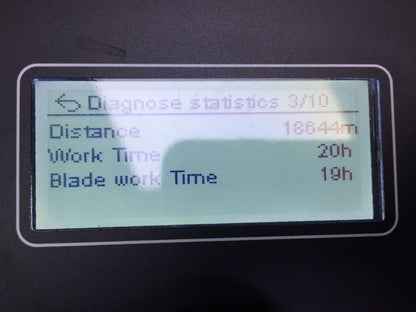 Diagnose statistics 3/10
Distance 18644m
Work Time 20h
Blade work Time 19h